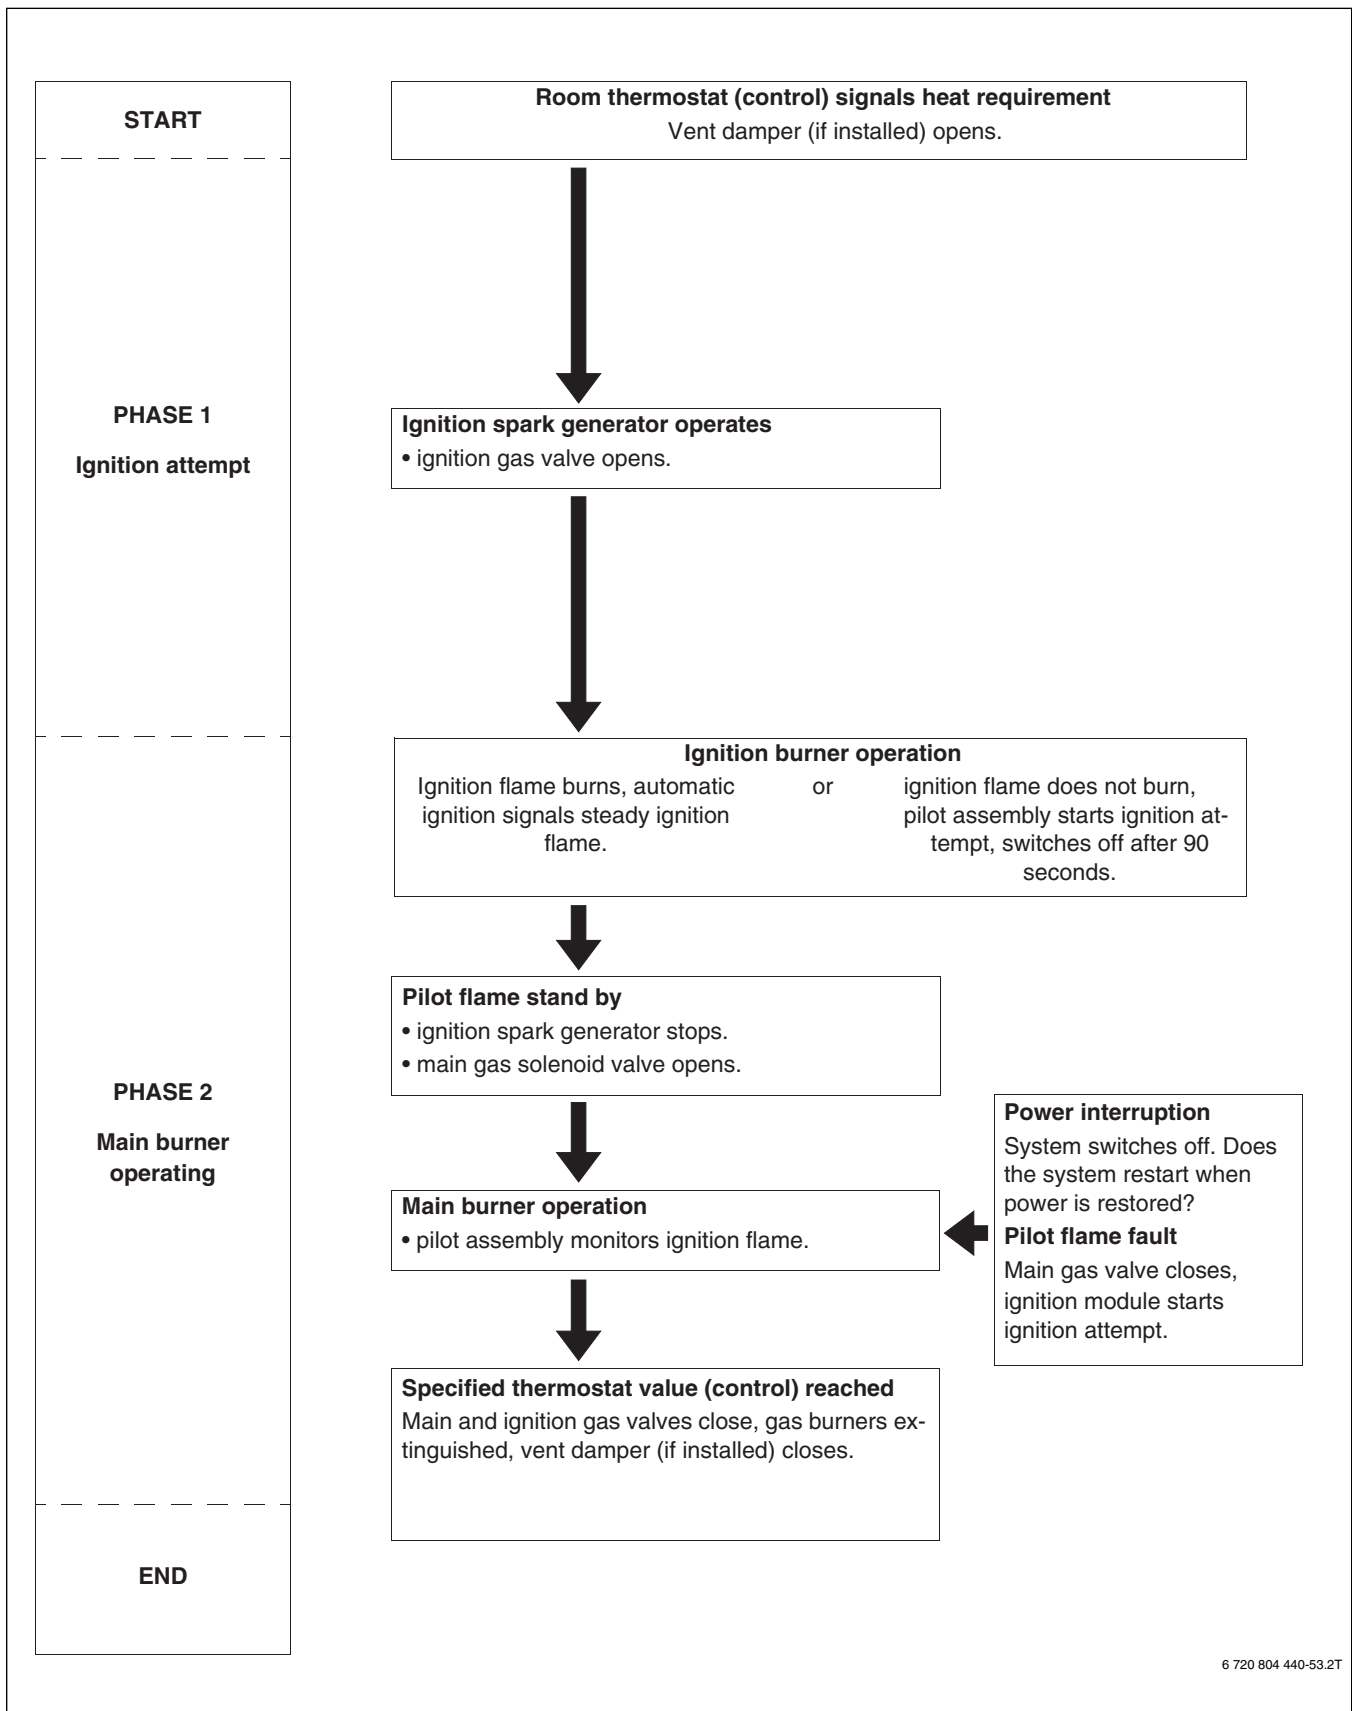 START
Room thermostat (control) signals heat requirement
Vent damper (if installed) opens.
PHASE 1
Ignition attempt
Ignition spark generator operates
• ignition gas valve opens.
Ignition burner operation
Ignition flame burns, automatic
ignition signals steady ignition
flame.
or
ignition flame does not burn,
pilot assembly starts ignition at-
tempt, switches off after 90
seconds.
Pilot flame stand by
• ignition spark generator stops.
• main gas solenoid valve opens.
PHASE 2
Main burner
operating
Power interruption
System switches off. Does
the system restart when
power is restored?
Pilot flame fault
Main gas valve closes,
ignition module starts
ignition attempt.
Main burner operation
• pilot assembly monitors ignition flame.
Specified thermostat value (control) reached
Main and ignition gas valves close, gas burners ex-
tinguished, vent damper (if installed) closes.
END
6 720 804 440-53.2T